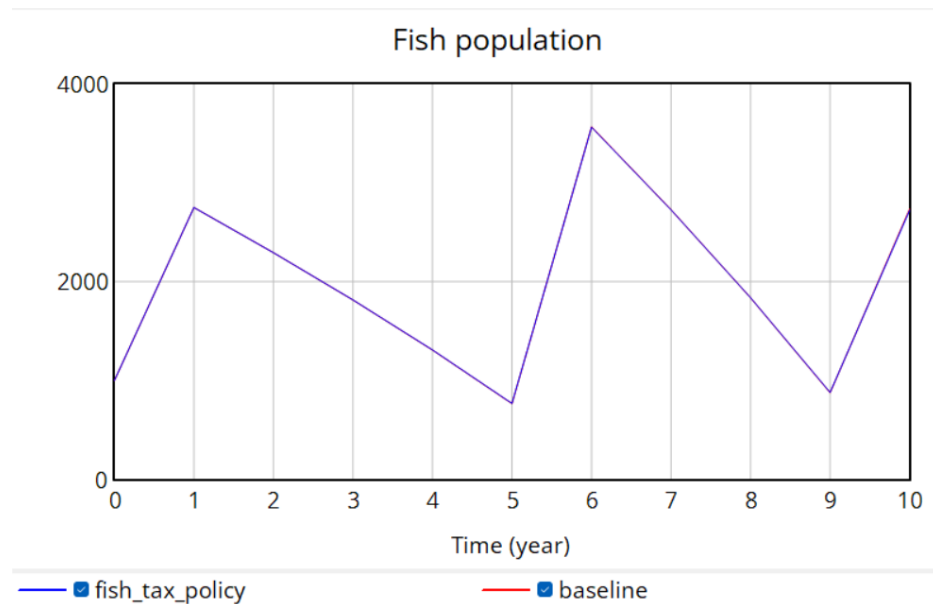 Fish population
4000
2000
0
0 1 2 3 4 5 6 7 8 9 10
Time (year)
fish_tax_policy baseline